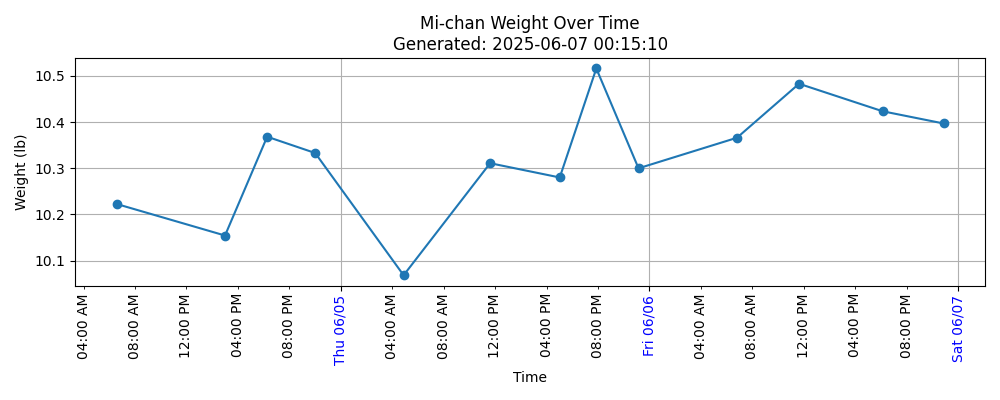 Mi-chan Weight Over Time
Generated: 2025-06-07 00:15:10
Weight (lb)
10.5
10.4
10.3
10.2
10.1
04:00 AM
08:00 AM
12:00 PM
04:00 PM
08:00 PM
Thu 06/05
04:00 AM
08:00 AM
12:00 PM
04:00 PM
08:00 PM
Fri 06/06
04:00 AM
08:00 AM
12:00 PM
04:00 PM
08:00 PM
Sat 06/07
Time